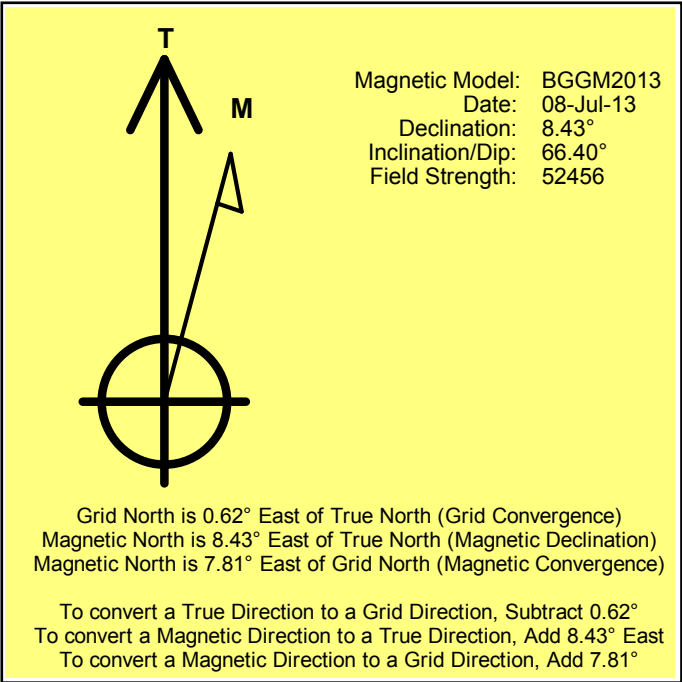 T
M
Magnetic Model: BGGM2013
Date: 08-Jul-13
Declination: 8.43°
Inclination/Dip: 66.40°
Field Strength: 52456
Grid North is 0.62° East of True North (Grid Convergence)
Magnetic North is 8.43° East of True North (Magnetic Declination)
Magnetic North is 7.81° East of Grid North (Magnetic Convergence)
To convert a True Direction to a Grid Direction, Subtract 0.62°
To convert a Magnetic Direction to a True Direction, Add 8.43° East
To convert a Magnetic Direction to a Grid Direction, Add 7.81°